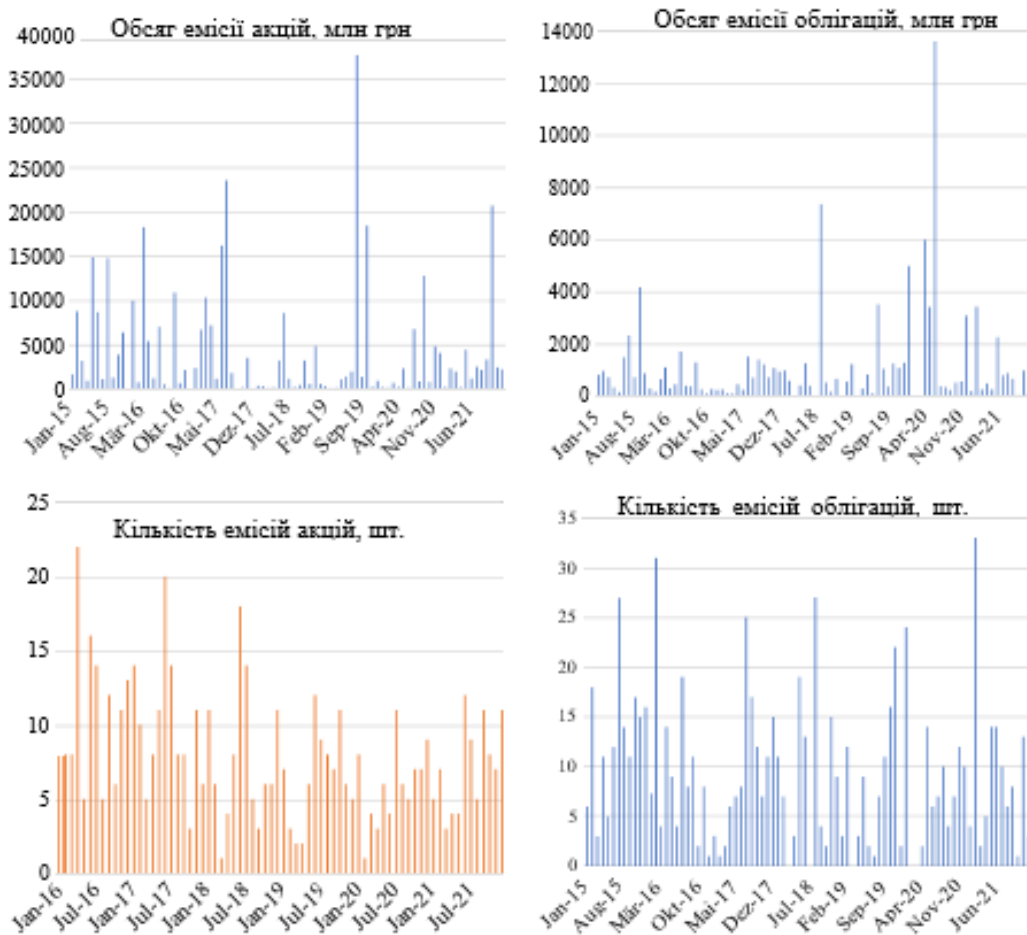 Обсяг емісії акцій, млн грн
40000
35000
30000
25000
20000
15000
10000
5000
0
Jan-15
Aug-15
Mär-16
Okt-16
Mai-17
Dez-17
Jul-18
Feb-19
Sep-19
Apr-20
Nov-20
Jun-21
Обсяг емісії облігацій, млн грн
14000
12000
10000
8000
6000
4000
2000
0
Jan-15
Aug-15
Mär-16
Okt-16
Mai-17
Dez-17
Jul-18
Feb-19
Sep-19
Apr-20
Nov-20
Jun-21
Кількість емісій акцій, шт.
25
20
15
10
5
0
Jan-16
Jul-16
Jan-17
Jul-17
Jan-18
Jul-18
Jan-19
Jul-19
Jan-20
Jul-20
Jan-21
Jul-21
Кількість емісій облігацій, шт.
35
30
25
20
15
10
5
0
Jan-15
Aug-15
Mär-16
Okt-16
Mai-17
Dez-17
Jul-18
Feb-19
Sep-19
Apr-20
Nov-20
Jun-21